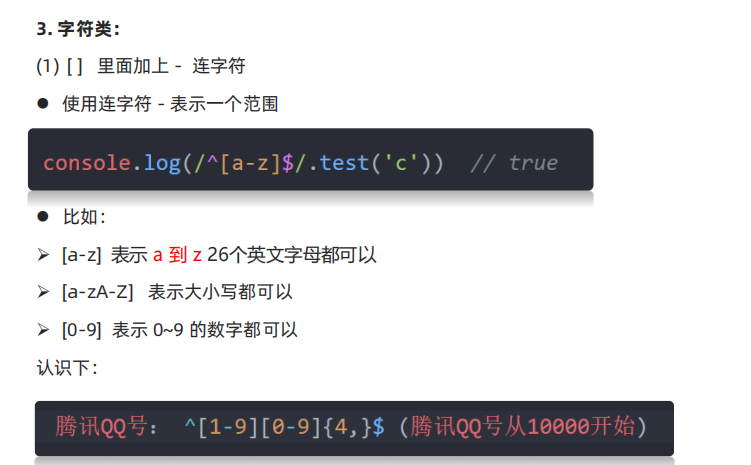 3. 字符类：
(1) [ ] 里面加上 - 连字符
● 使用连字符 - 表示一个范围
console.log(/^[a-z]$/.test('c')) // true
● 比如：
➢ [a-z] 表示 a 到 z 26个英文字母都可以
➢ [a-zA-Z] 表示大小写都可以
➢ [0-9] 表示 0~9 的数字都可以
认识下：
腾讯QQ号： ^[1-9][0-9]{4,}$ (腾讯QQ号从10000开始)